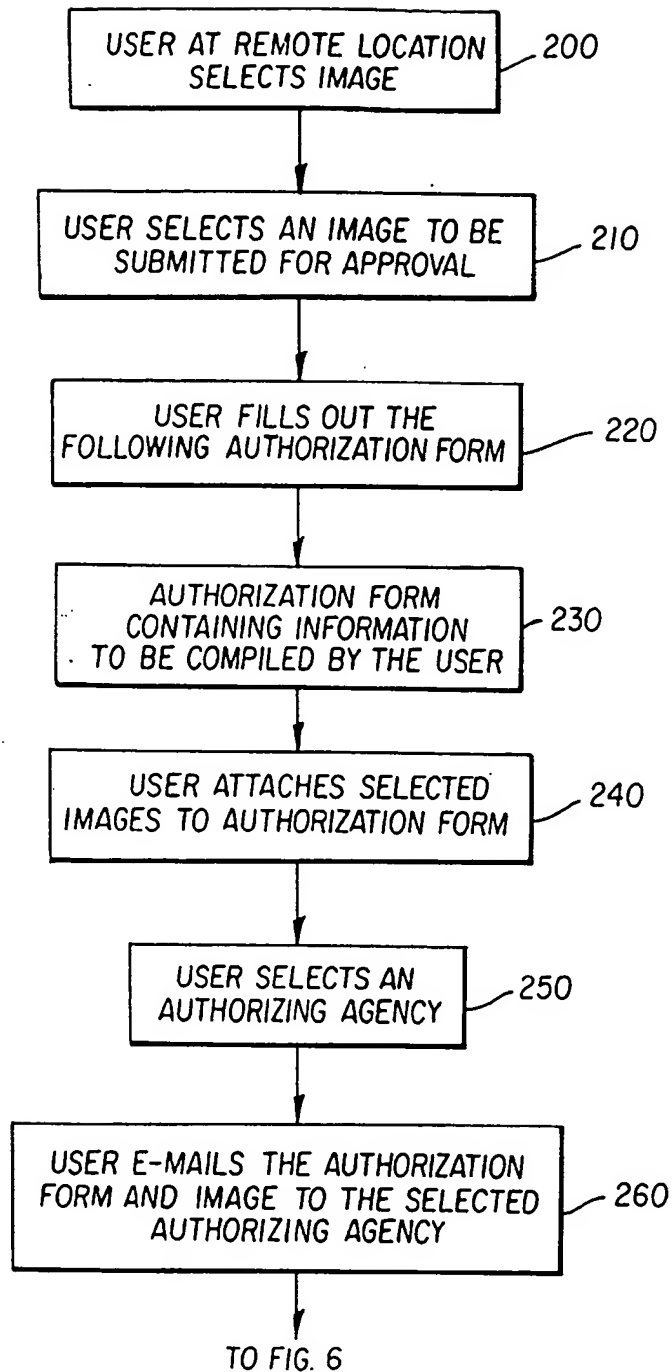 USER AT REMOTE LOCATION
SELECTS IMAGE
200
USER SELECTS AN IMAGE TO BE
SUBMITTED FOR APPROVAL
210
USER FILLS OUT THE
FOLLOWING AUTHORIZATION FORM
220
AUTHORIZATION FORM
CONTAINING INFORMATION
TO BE COMPILED BY THE USER
230
USER ATTACHES SELECTED
IMAGES TO AUTHORIZATION FORM
240
USER SELECTS AN
AUTHORIZING AGENCY
250
USER E-MAILS THE AUTHORIZATION
FORM AND IMAGE TO THE SELECTED
AUTHORIZING AGENCY
260
TO FIG. 6